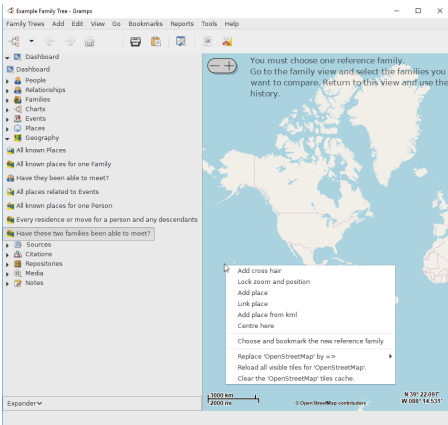 Example Family Tree - Gramps
Family Trees Add Edit View Go Bookmarks Reports Tools Help
Dashboard
Dashboard
People
Relationships
Families
Charts
Events
Places
Geography
All known Places
All known places for one Family
Have they been able to meet?
All places related to Events
All known places for one Person
Every residence or move for a person and any descendants
Have these two families been able to meet?
Sources
Citations
Repositories
Media
Notes
Expander
You must choose one reference family.
Go to the family view and select the families you
want to compare. Return to this view and use the
history.
Add cross hair
Lock zoom and position
Add place
Link place
Add place from kml
Centre here
Choose and bookmark the new reference family
Replace 'OpenStreetMap' by =>
Reload all visible tiles for 'OpenStreetMap'.
Clear the 'OpenStreetMap' tiles cache.
3000 km
2000 mi
© OpenStreetMap contributors
N 39° 22.097'
W 088° 14.531'